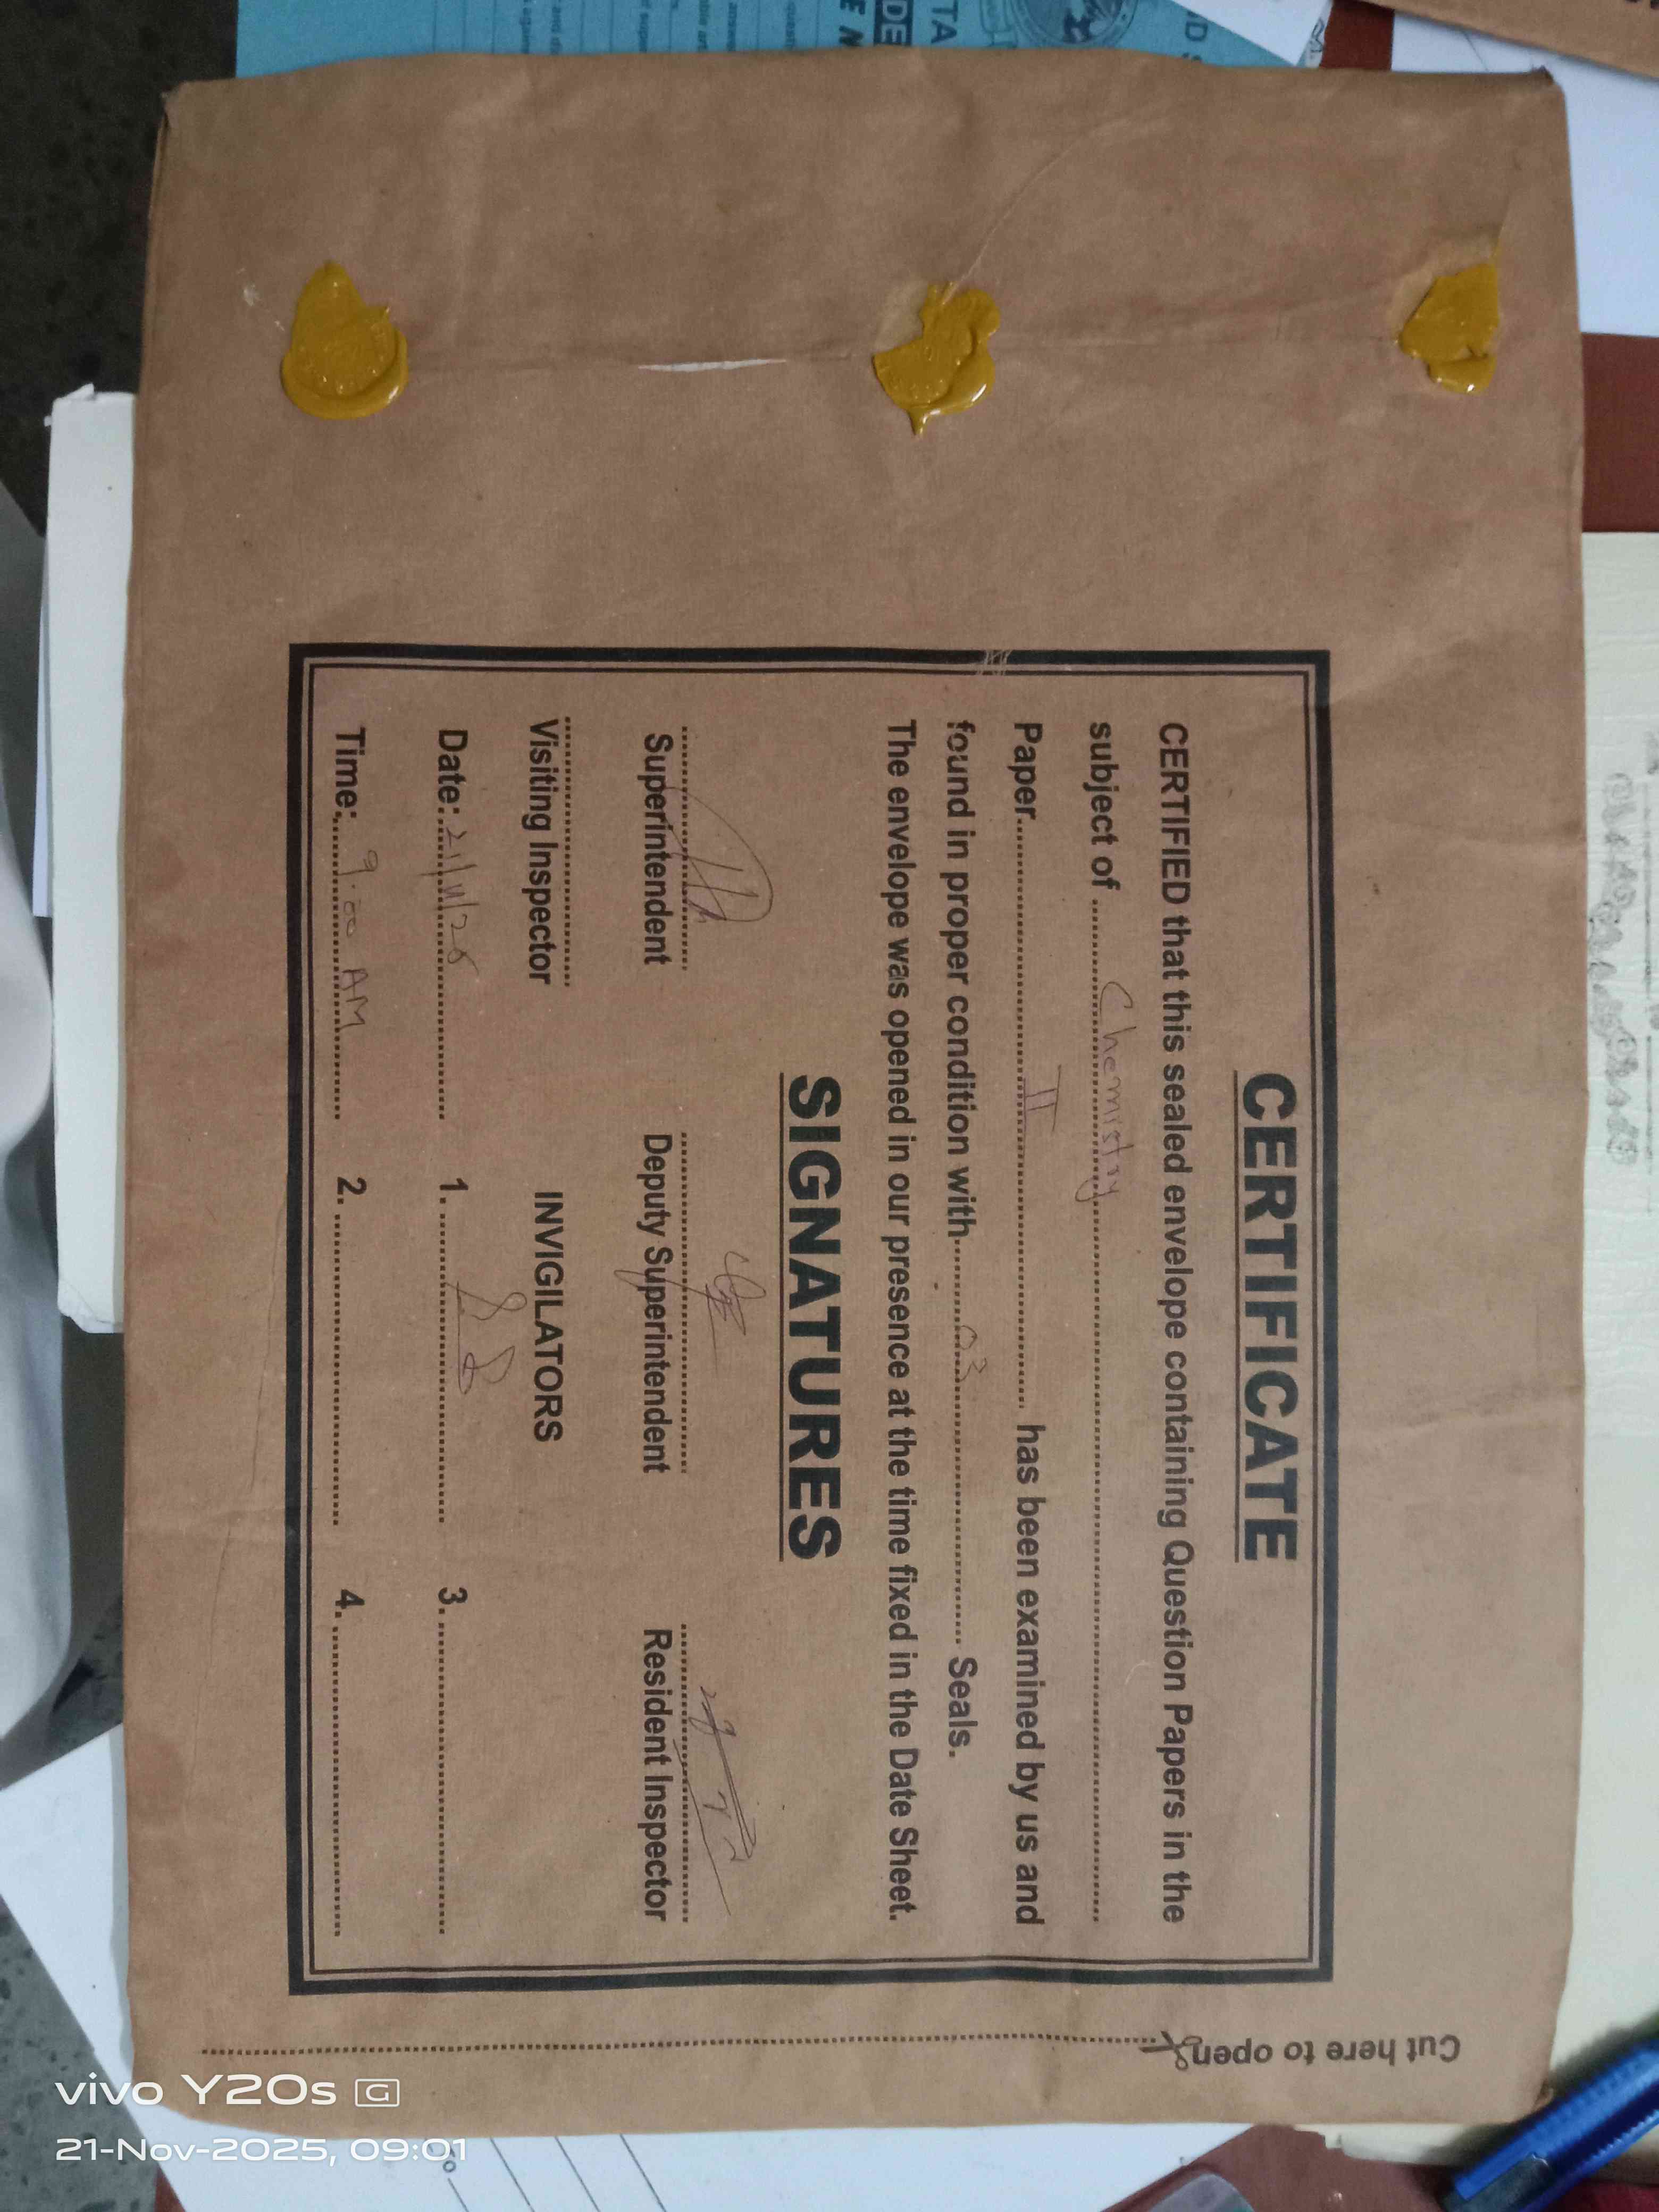 CERTIFICATE
CERTIFIED that this sealed envelope containing Question Papers in the
subject of .......... Chemistry ..........
Paper.......... II .......... has been examined by us and
found in proper condition with.......... 03 .......... Seals.
The envelope was opened in our presence at the time fixed in the Date Sheet.
SIGNATURES
Superintendent Deputy Superintendent Resident Inspector
Visiting Inspector INVIGILATORS
Date: 21/11/25 1. .......... 3. ..........
Time: 9:00 AM 2. .......... 4. ..........
Cut here to open
vivo Y20s G
21-Nov-2025, 09:01